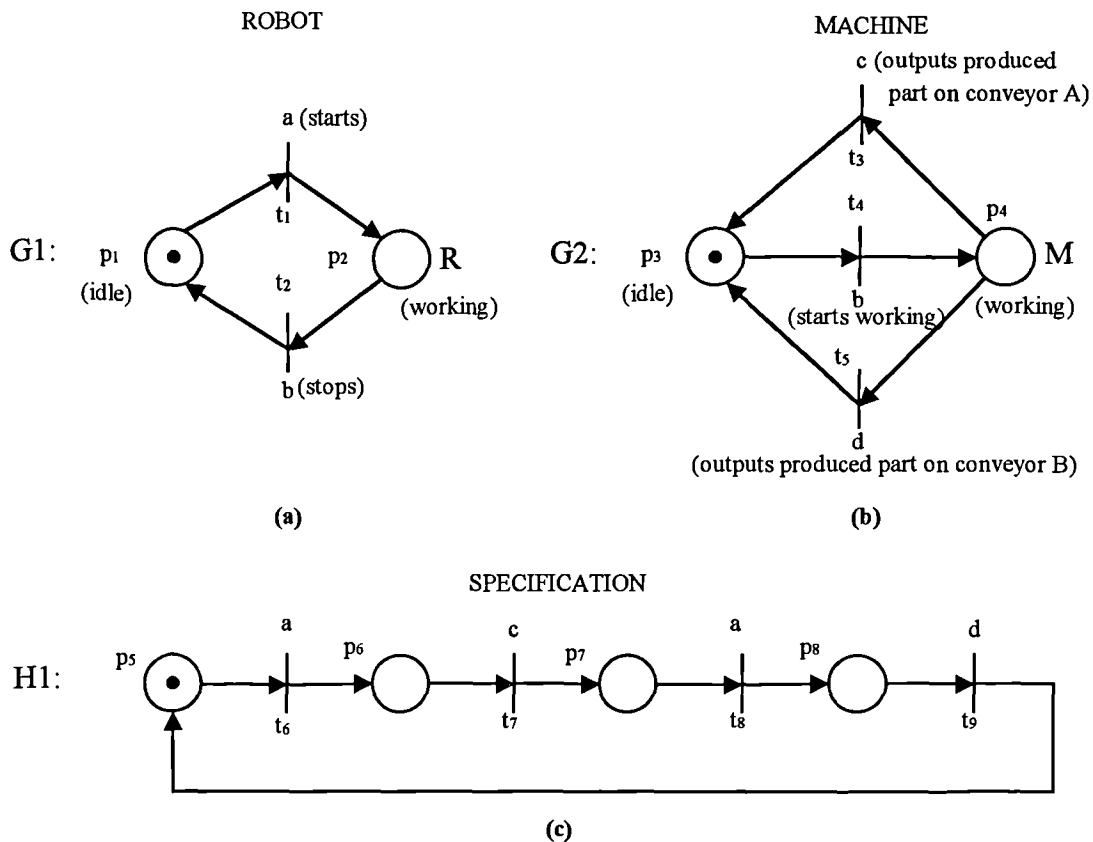 ROBOT
a (starts)
t1
G1:
p1
(idle)
t2
p2
R
(working)
b (stops)
(a)
MACHINE
c (outputs produced
part on conveyor A)
t3
t4
p4
G2:
p3
(idle)
M
b
(starts working)
(working)
t5
d
(outputs produced part on conveyor B)
(b)
SPECIFICATION
H1:
p5
a
t6
p6
c
t7
p7
a
t8
p8
d
t9
(c)